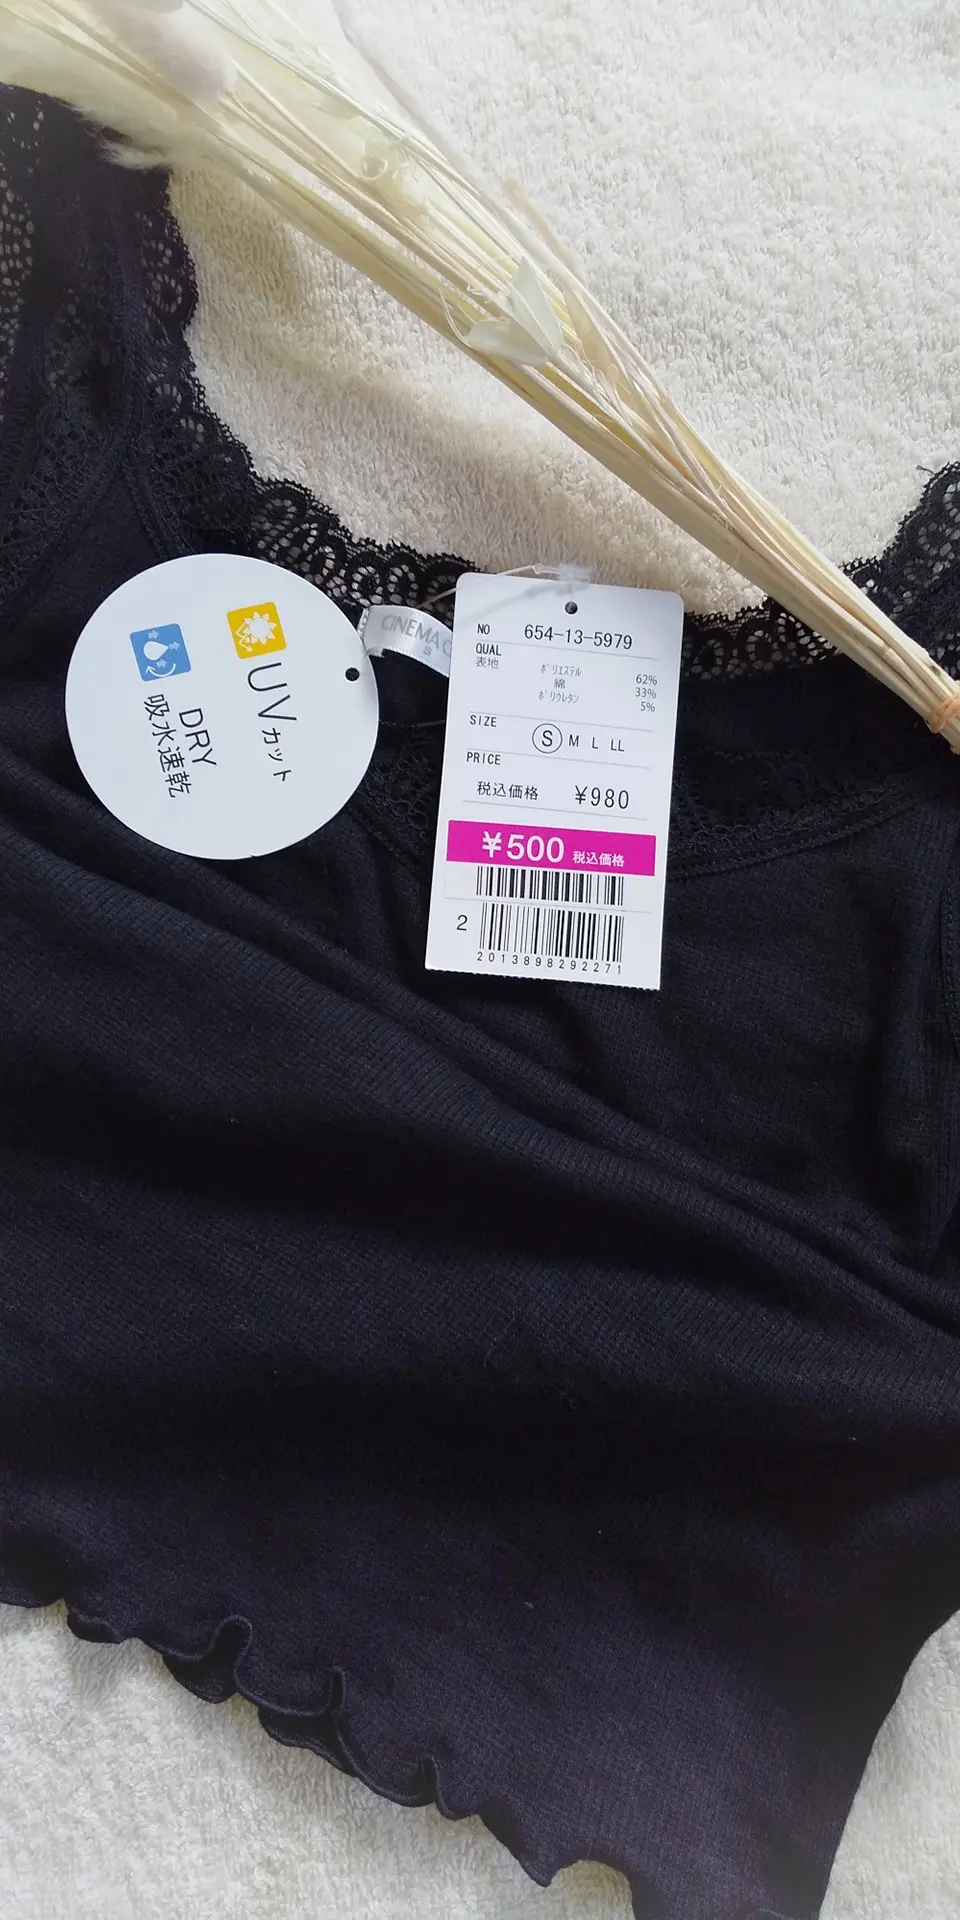 UVカット
DRY
吸水速乾
CINEMA C
S
NO 654-13-5979
QUAL
表地 ﾎﾟﾘｴｽﾃﾙ 62%
綿 33%
ﾎﾟﾘｳﾚﾀﾝ 5%
SIZE
S M L LL
PRICE
税込価格 ¥980
¥500 税込価格
2
2013898292271